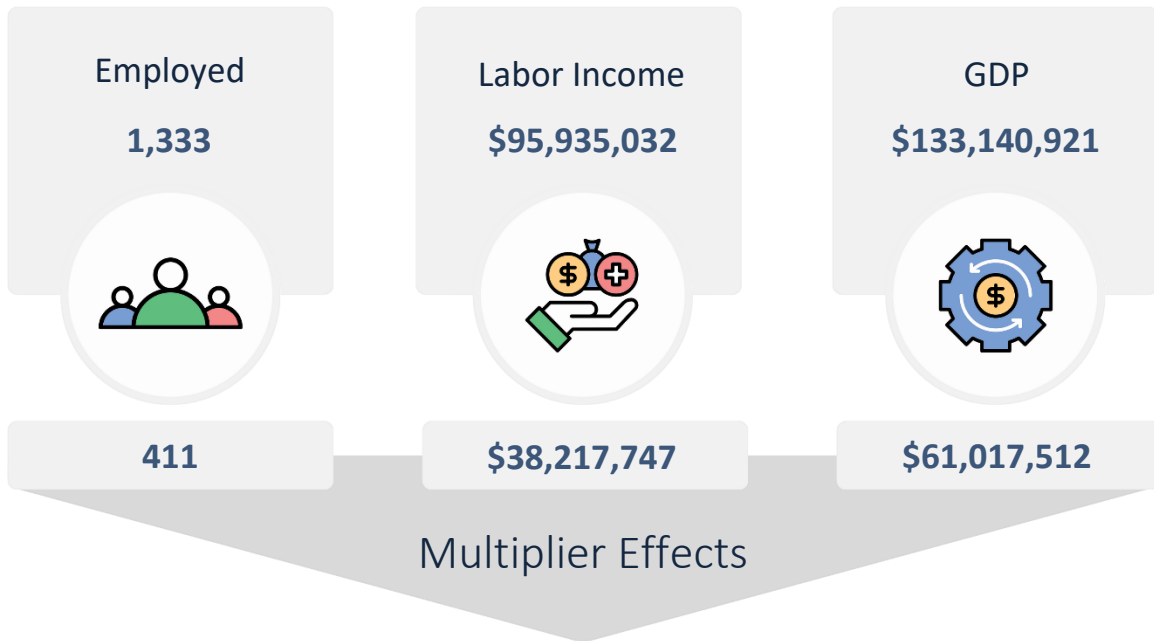 Employed
1,333
Labor Income
$95,935,032
GDP
$133,140,921
411
$38,217,747
$61,017,512
Multiplier Effects